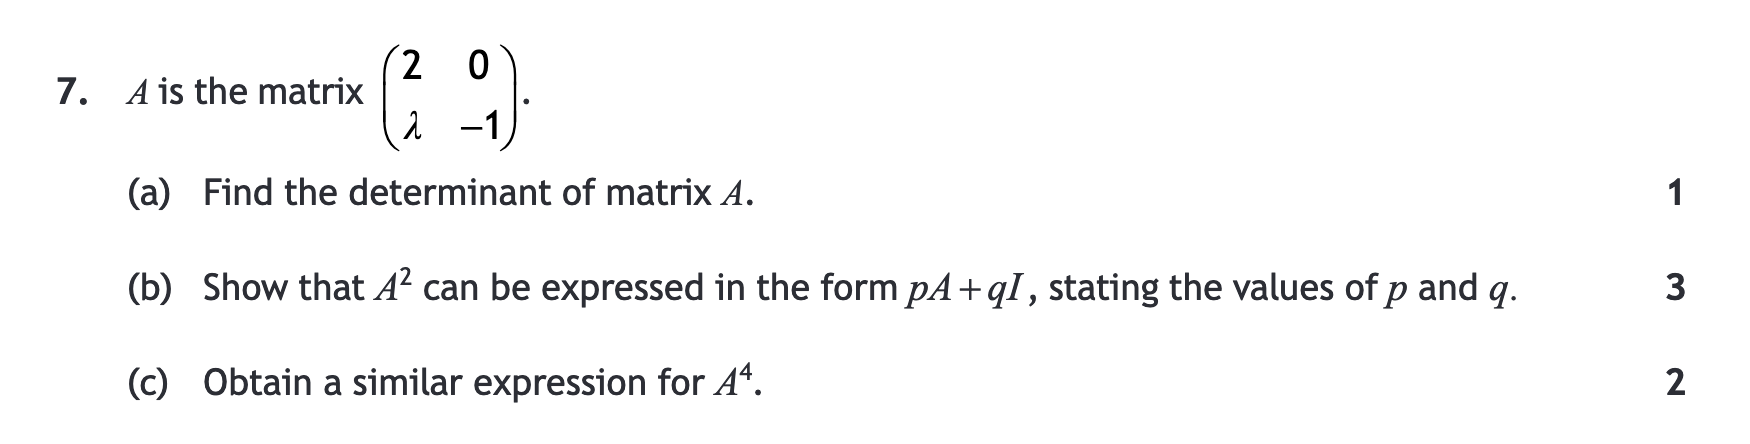 7. A is the matrix $\begin{pmatrix} 2 & 0 \\ \lambda & -1 \end{pmatrix}$.
(a) Find the determinant of matrix A. 1
(b) Show that $A^2$ can be expressed in the form $pA+qI$, stating the values of $p$ and $q$. 3
(c) Obtain a similar expression for $A^4$. 2